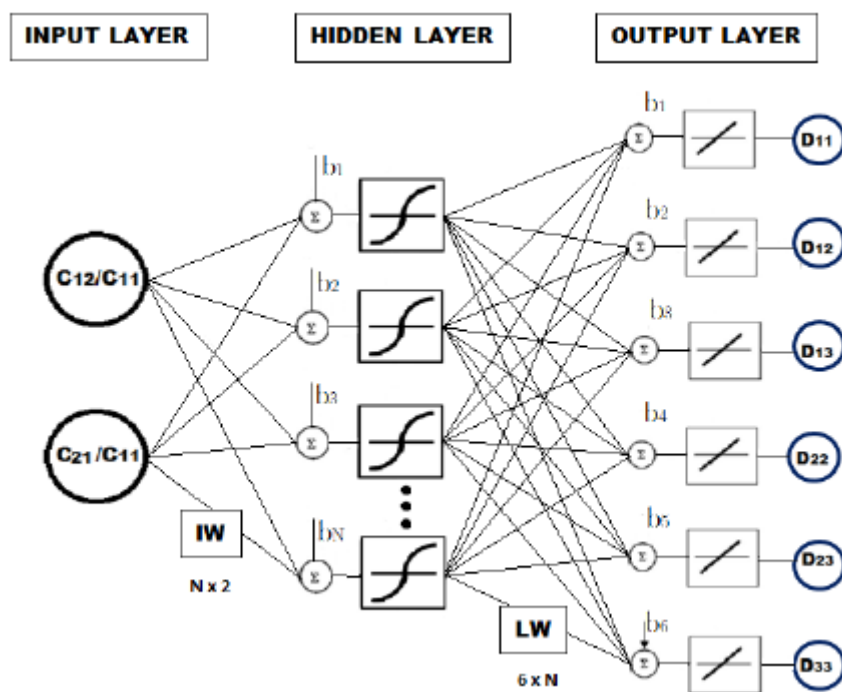 INPUT LAYER
HIDDEN LAYER
OUTPUT LAYER
C12/C11
C21/C11
IW
N x 2
b1
Σ
b2
Σ
b3
Σ
bN
Σ
LW
6 x N
b1
Σ
D11
b2
Σ
D12
b3
Σ
D13
b4
Σ
D22
b5
Σ
D23
b6
Σ
D33